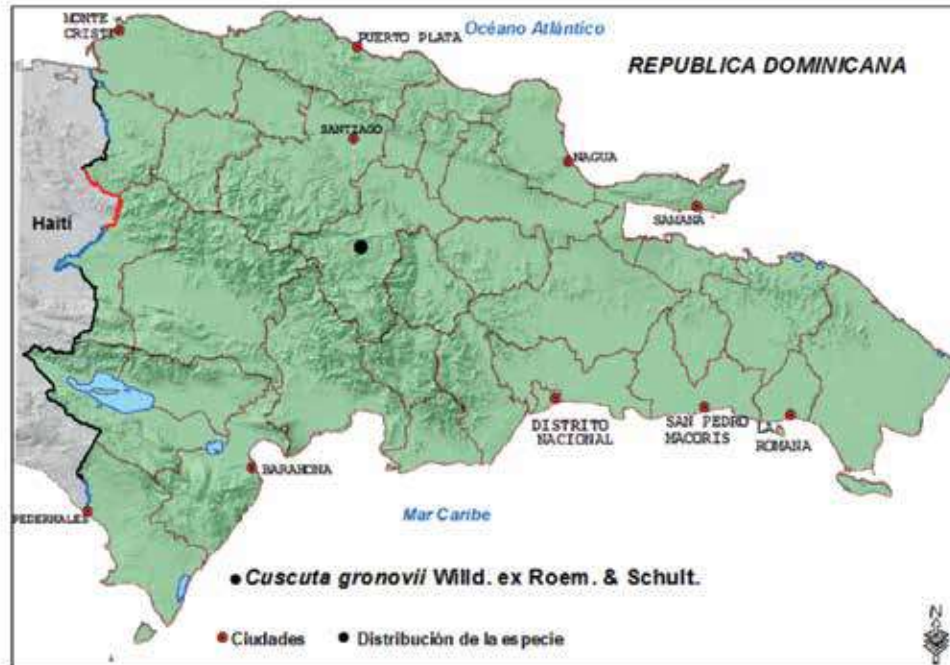 MONTE
CRISTI
PUERTO PLATA
Océano Atlántico
REPUBLICA DOMINICANA
SANTIAGO
NAGUA
SAMANA
Haití
DISTRITO
NACIONAL
SAN PEDRO
MACORIS
LA
ROMANA
BARAHONA
PEDERNALES
Mar Caribe
Cuscuta gronovii Willd. ex Roem. & Schult.
Ciudades
Distribución de la especie
N